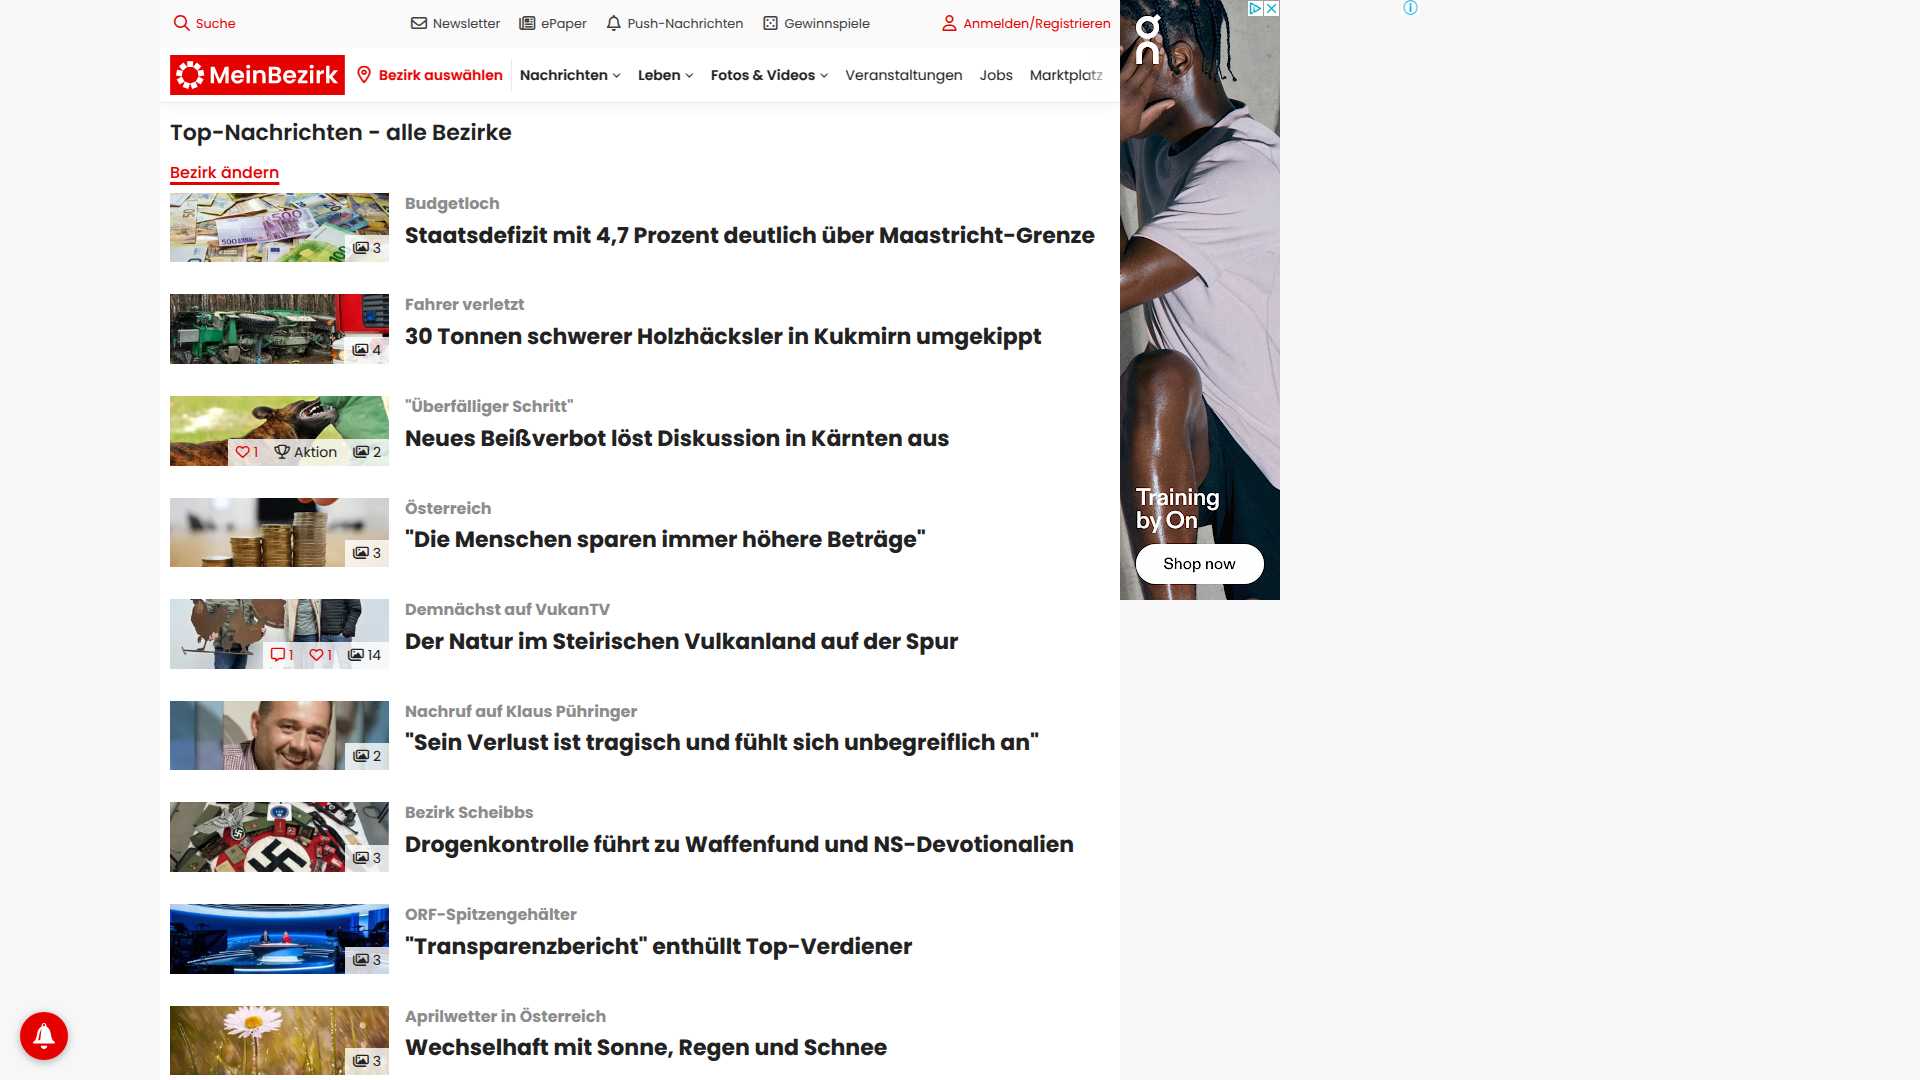 Suche
Newsletter
ePaper
Push-Nachrichten
Gewinnspiele
Anmelden/Registrieren
MeinBezirk
Bezirk auswählen
Nachrichten
Leben
Fotos & Videos
Veranstaltungen
Jobs
Marktplatz
Top-Nachrichten - alle Bezirke
Bezirk ändern
3
Budgetloch
Staatsdefizit mit 4,7 Prozent deutlich über Maastricht-Grenze
4
Fahrer verletzt
30 Tonnen schwerer Holzhäcksler in Kukmirn umgekippt
1 Aktion 2
"Überfälliger Schritt"
Neues Beißverbot löst Diskussion in Kärnten aus
3
Österreich
"Die Menschen sparen immer höhere Beträge"
1 1 14
Demnächst auf VukanTV
Der Natur im Steirischen Vulkanland auf der Spur
2
Nachruf auf Klaus Pühringer
"Sein Verlust ist tragisch und fühlt sich unbegreiflich an"
3
Bezirk Scheibbs
Drogenkontrolle führt zu Waffenfund und NS-Devotionalien
3
ORF-Spitzengehälter
"Transparenzbericht" enthüllt Top-Verdiener
3
Aprilwetter in Österreich
Wechselhaft mit Sonne, Regen und Schnee
Training
by On
Shop now